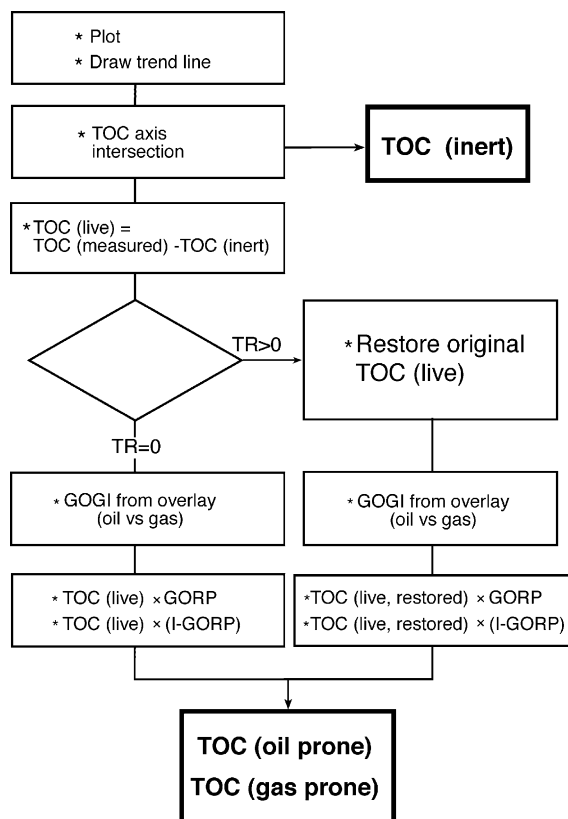 * Plot
* Draw trend line
* TOC axis
intersection
TOC (inert)
* TOC (live) =
TOC (measured) -TOC (inert)
TR>0
* Restore original
TOC (live)
TR=0
* GOGI from overlay
(oil vs gas)
* GOGI from overlay
(oil vs gas)
* TOC (live) × GORP
* TOC (live) × (I-GORP)
*TOC (live, restored) × GORP
*TOC (live, restored) × (I-GORP)
TOC (oil prone)
TOC (gas prone)